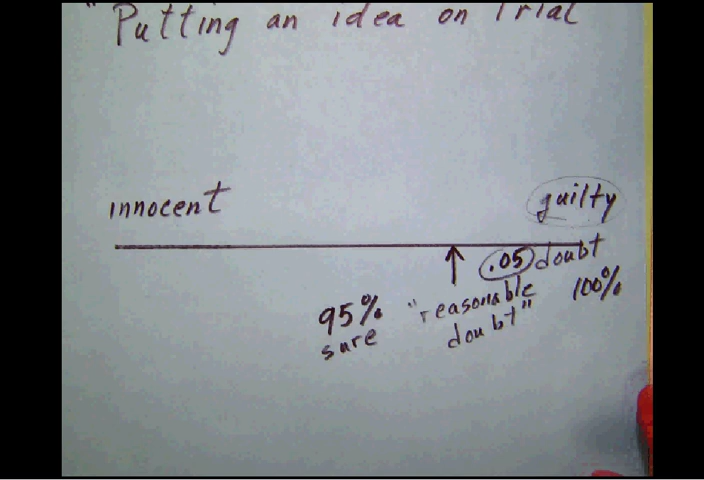 "Putting an idea on Trial
innocent
guilty
.05 doubt
95% sure
"reasonable doubt"
100%